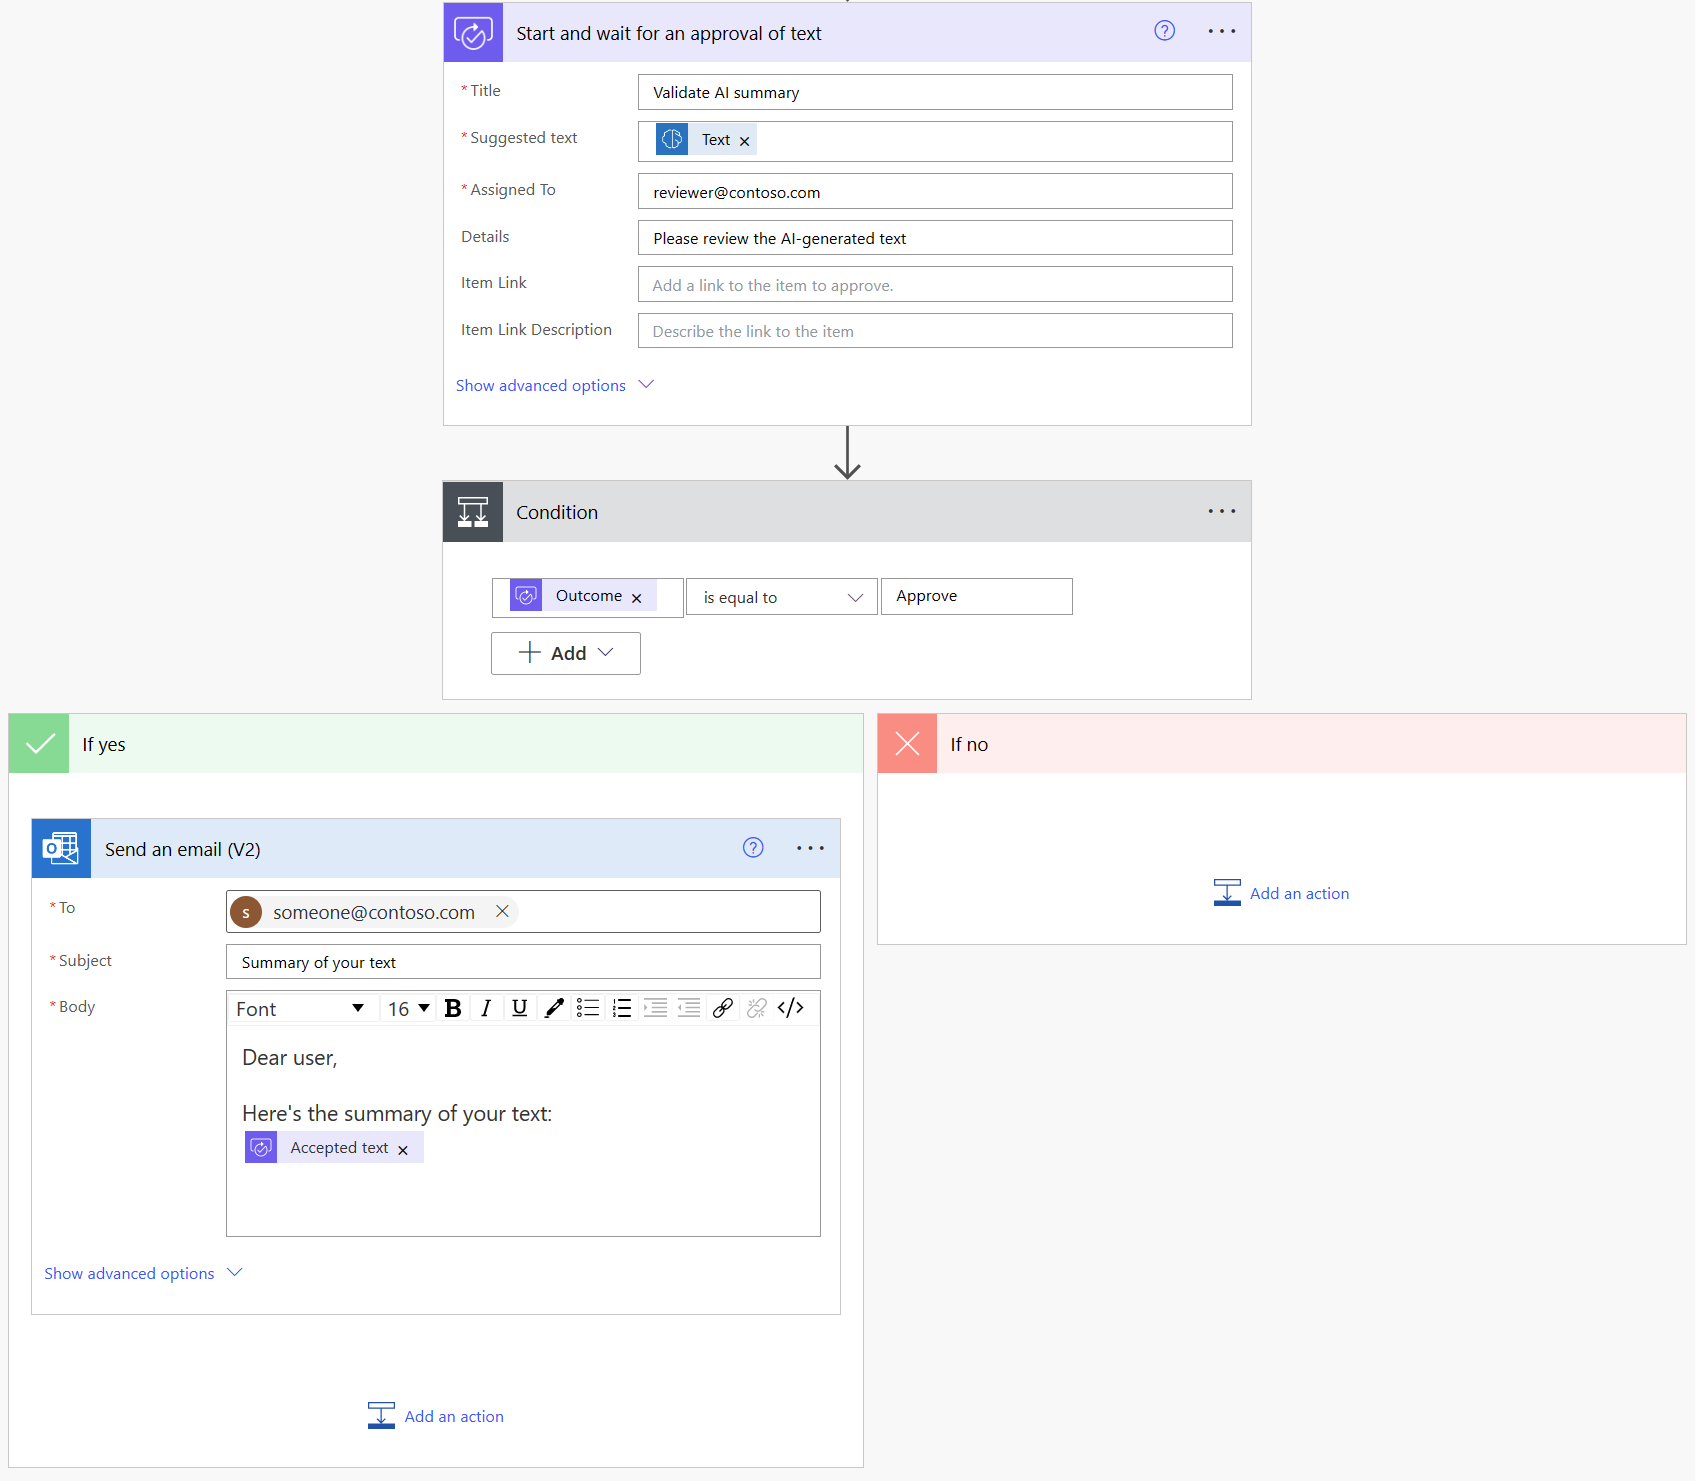 Start and wait for an approval of text
* Title
Validate AI summary
* Suggested text
Text
* Assigned To
reviewer@contoso.com
Details
Please review the AI-generated text
Item Link
Add a link to the item to approve.
Item Link Description
Describe the link to the item
Show advanced options
Condition
Outcome
is equal to
Approve
Add
If yes
If no
Send an email (V2)
* To
s
someone@contoso.com
* Subject
Summary of your text
* Body
Font
16
B
I
U
Dear user,
Here's the summary of your text:
Accepted text
Show advanced options
Add an action
Add an action